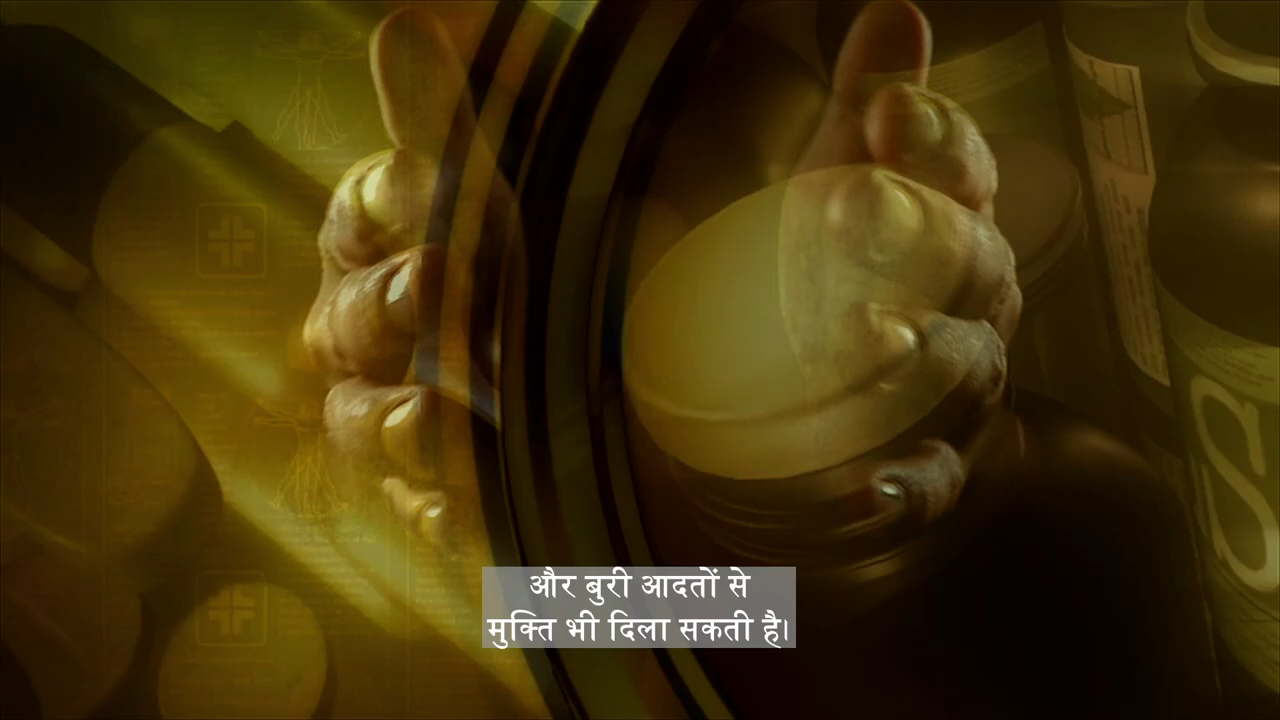 और बुरी आदतों से
मुक्ति भी दिला सकती है।